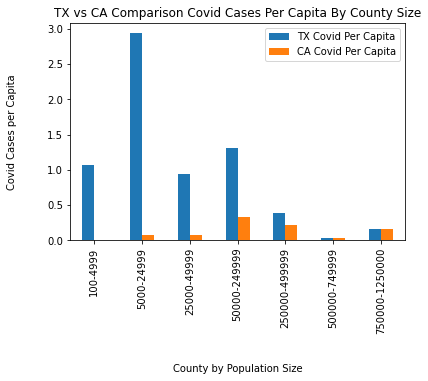 TX vs CA Comparison Covid Cases Per Capita By County Size
TX Covid Per Capita
CA Covid Per Capita
Covid Cases per Capita
3.0
2.5
2.0
1.5
1.0
0.5
0.0
100-4999
5000-24999
25000-49999
50000-249999
250000-499999
500000-749999
750000-1250000
County by Population Size